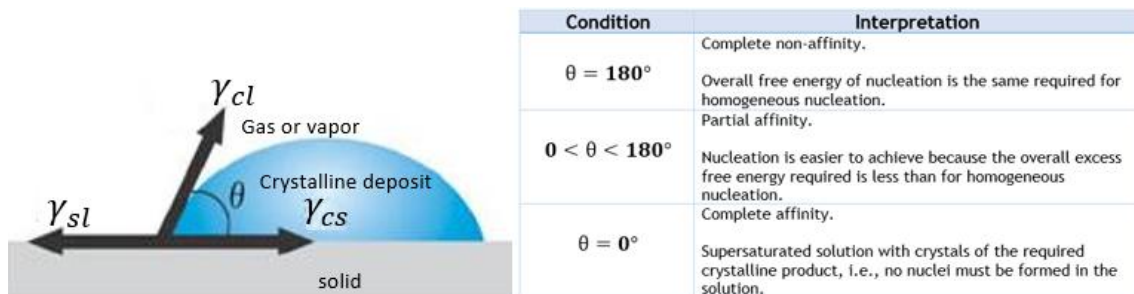 γcl
Gas or vapor
Crystalline deposit
θ
γsl
γcs
solid
Condition Interpretation
θ = 180°
Complete non-affinity.
Overall free energy of nucleation is the same required for
homogeneous nucleation.
0 < θ < 180°
Partial affinity.
Nucleation is easier to achieve because the overall excess
free energy required is less than for homogeneous
nucleation.
θ = 0°
Complete affinity.
Supersaturated solution with crystals of the required
crystalline product, i.e., no nuclei must be formed in the
solution.